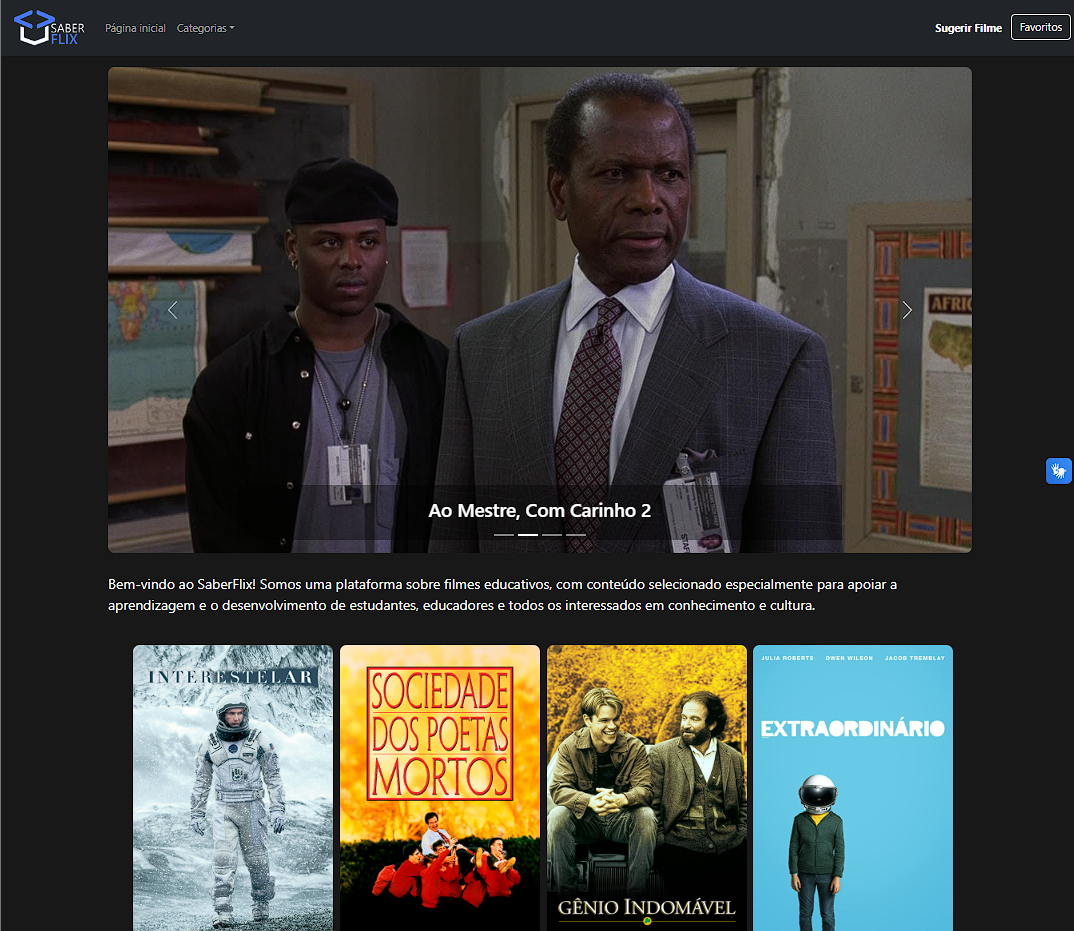 SABER
FLIX
Página inicial
Categorias
Sugerir Filme
Favoritos
AFRIC
STAFF
Ao Mestre, Com Carinho 2
Bem-vindo ao SaberFlix! Somos uma plataforma sobre filmes educativos, com conteúdo selecionado especialmente para apoiar a
aprendizagem e o desenvolvimento de estudantes, educadores e todos os interessados em conhecimento e cultura.
INTERESTELAR
SOCIEDADE
DOS POETAS
MORTOS
GÊNIO INDOMÁVEL
JULIA ROBERTS OWEN WILSON JACOB TREMBLAY
EXTRAORDINÁRIO